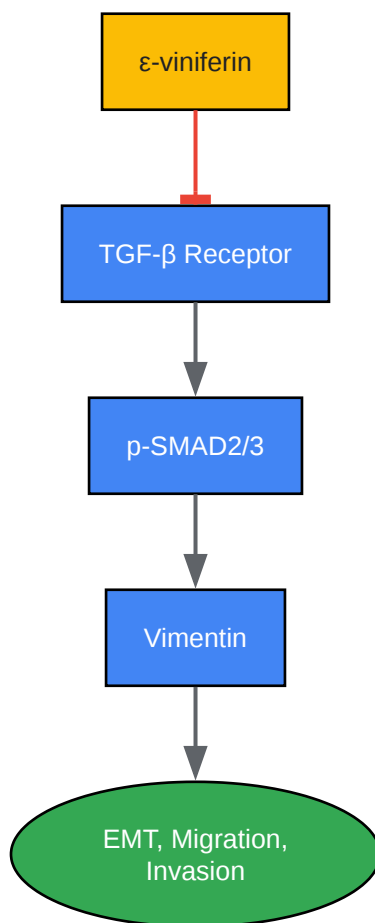 ε-viniferin
TGF-β Receptor
p-SMAD2/3
Vimentin
EMT, Migration,
Invasion